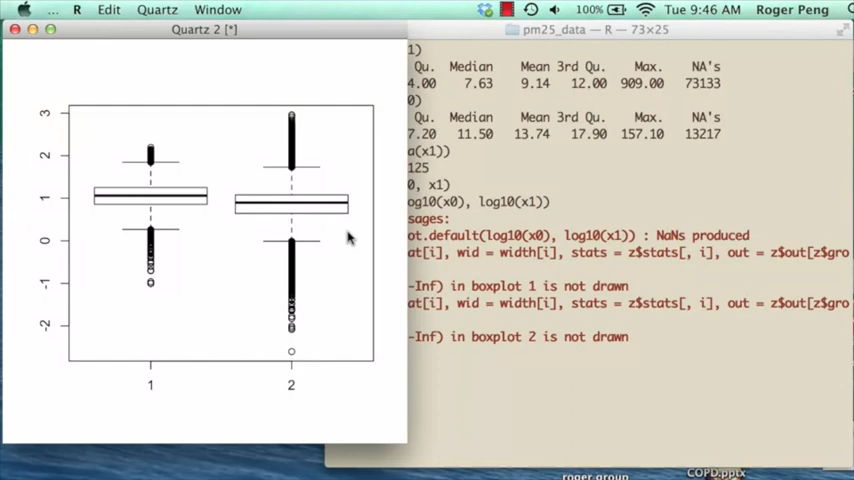 ... R Edit Quartz Window 100% Tue 9:46 AM Roger Peng
Quartz 2 [*]
pm25_data — R — 73×25
3
2
1
0
-1
-2
1 2
1)
Qu. Median Mean 3rd Qu. Max. NA's
4.00 7.63 9.14 12.00 909.00 73133
0)
Qu. Median Mean 3rd Qu. Max. NA's
7.20 11.50 13.74 17.90 157.10 13217
a(x1))
125
0, x1)
og10(x0), log10(x1))
sages:
ot.default(log10(x0), log10(x1)) : NaNs produced
at[i], wid = width[i], stats = z$stats[, i], out = z$out[z$gro
-Inf) in boxplot 1 is not drawn
at[i], wid = width[i], stats = z$stats[, i], out = z$out[z$gro
-Inf) in boxplot 2 is not drawn
roger group
COPD.pptx